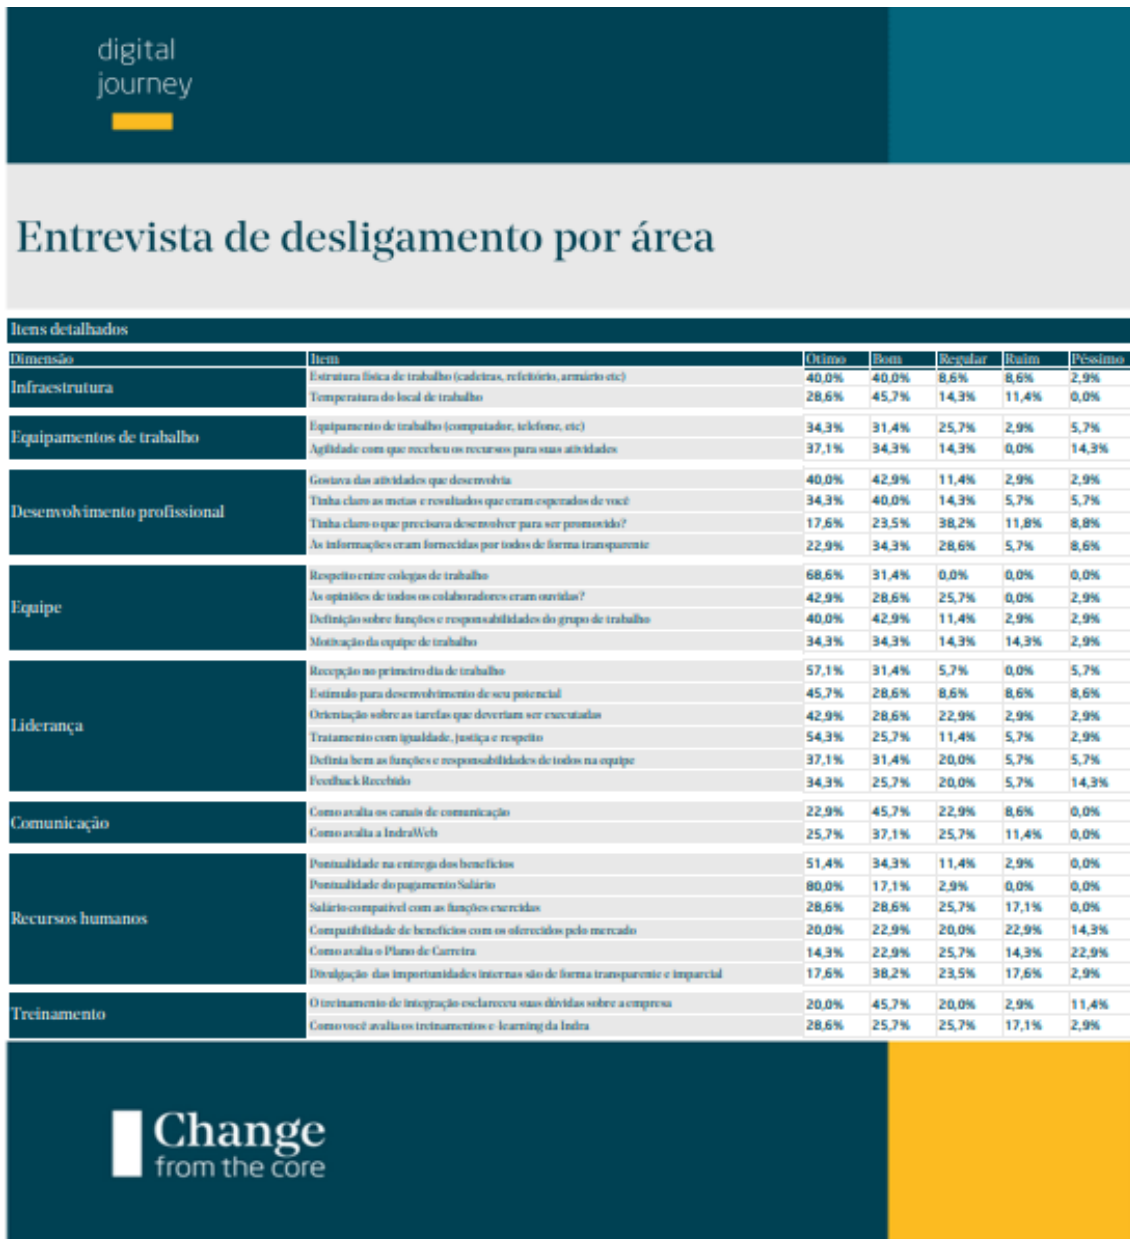 digital
journey
Entrevista de desligamento por área
Itens detalhados
Dimensão Item Otimo Bom Regular Ruim Péssimo
Infraestrutura
Estrutura física de trabalho (cadeiras, refeitório, armário etc) 40,0% 40,0% 8,6% 8,6% 2,9%
Temperatura do local de trabalho 28,6% 45,7% 14,3% 11,4% 0,0%
Equipamentos de trabalho
Equipamento de trabalho (computador, telefone, etc) 34,3% 31,4% 25,7% 2,9% 5,7%
Agilidade com que recebeu os recursos para suas atividades 37,1% 34,3% 14,3% 0,0% 14,3%
Desenvolvimento profissional
Gostava das atividades que desenvolvia 40,0% 42,9% 11,4% 2,9% 2,9%
Tinha claro as metas e resultados que eram esperados de você 34,3% 40,0% 14,3% 5,7% 5,7%
Tinha claro o que precisava desenvolver para ser promovido? 17,6% 23,5% 38,2% 11,8% 8,8%
As informações eram fornecidas por todos de forma transparente 22,9% 34,3% 28,6% 5,7% 8,6%
Equipe
Respeito entre colegas de trabalho 68,6% 31,4% 0,0% 0,0% 0,0%
As opiniões de todos os colaboradores eram ouvidas? 42,9% 28,6% 25,7% 0,0% 2,9%
Definição sobre funções e responsabilidades do grupo de trabalho 40,0% 42,9% 11,4% 2,9% 2,9%
Motivação da equipe de trabalho 34,3% 34,3% 14,3% 14,3% 2,9%
Liderança
Recepção no primeiro dia de trabalho 57,1% 31,4% 5,7% 0,0% 5,7%
Estímulo para desenvolvimento de seu potencial 45,7% 28,6% 8,6% 8,6% 8,6%
Orientação sobre as tarefas que deveriam ser executadas 42,9% 28,6% 22,9% 2,9% 2,9%
Tratamento com igualdade, justiça e respeito 54,3% 25,7% 11,4% 5,7% 2,9%
Definia bem as funções e responsabilidades de todos na equipe 37,1% 31,4% 20,0% 5,7% 5,7%
Feedback Recebido 34,3% 25,7% 20,0% 5,7% 14,3%
Comunicação
Como avalia os canais de comunicação 22,9% 45,7% 22,9% 8,6% 0,0%
Como avalia a IndraWeb 25,7% 37,1% 25,7% 11,4% 0,0%
Recursos humanos
Pontualidade na entrega dos benefícios 51,4% 34,3% 11,4% 2,9% 0,0%
Pontualidade do pagamento Salário 80,0% 17,1% 2,9% 0,0% 0,0%
Salário compatível com as funções exercidas 28,6% 28,6% 25,7% 17,1% 0,0%
Compatibilidade de benefícios com os oferecidos pelo mercado 20,0% 22,9% 20,0% 22,9% 14,3%
Como avalia o Plano de Carreira 14,3% 22,9% 25,7% 14,3% 22,9%
Divulgação das importunidades internas são de forma transparente e imparcial 17,6% 38,2% 23,5% 17,6% 2,9%
Treinamento
O treinamento de integração esclareceu suas dúvidas sobre a empresa 20,0% 45,7% 20,0% 2,9% 11,4%
Como você avalia os treinamentos e-learning da Indra 28,6% 25,7% 25,7% 17,1% 2,9%
Change
from the core